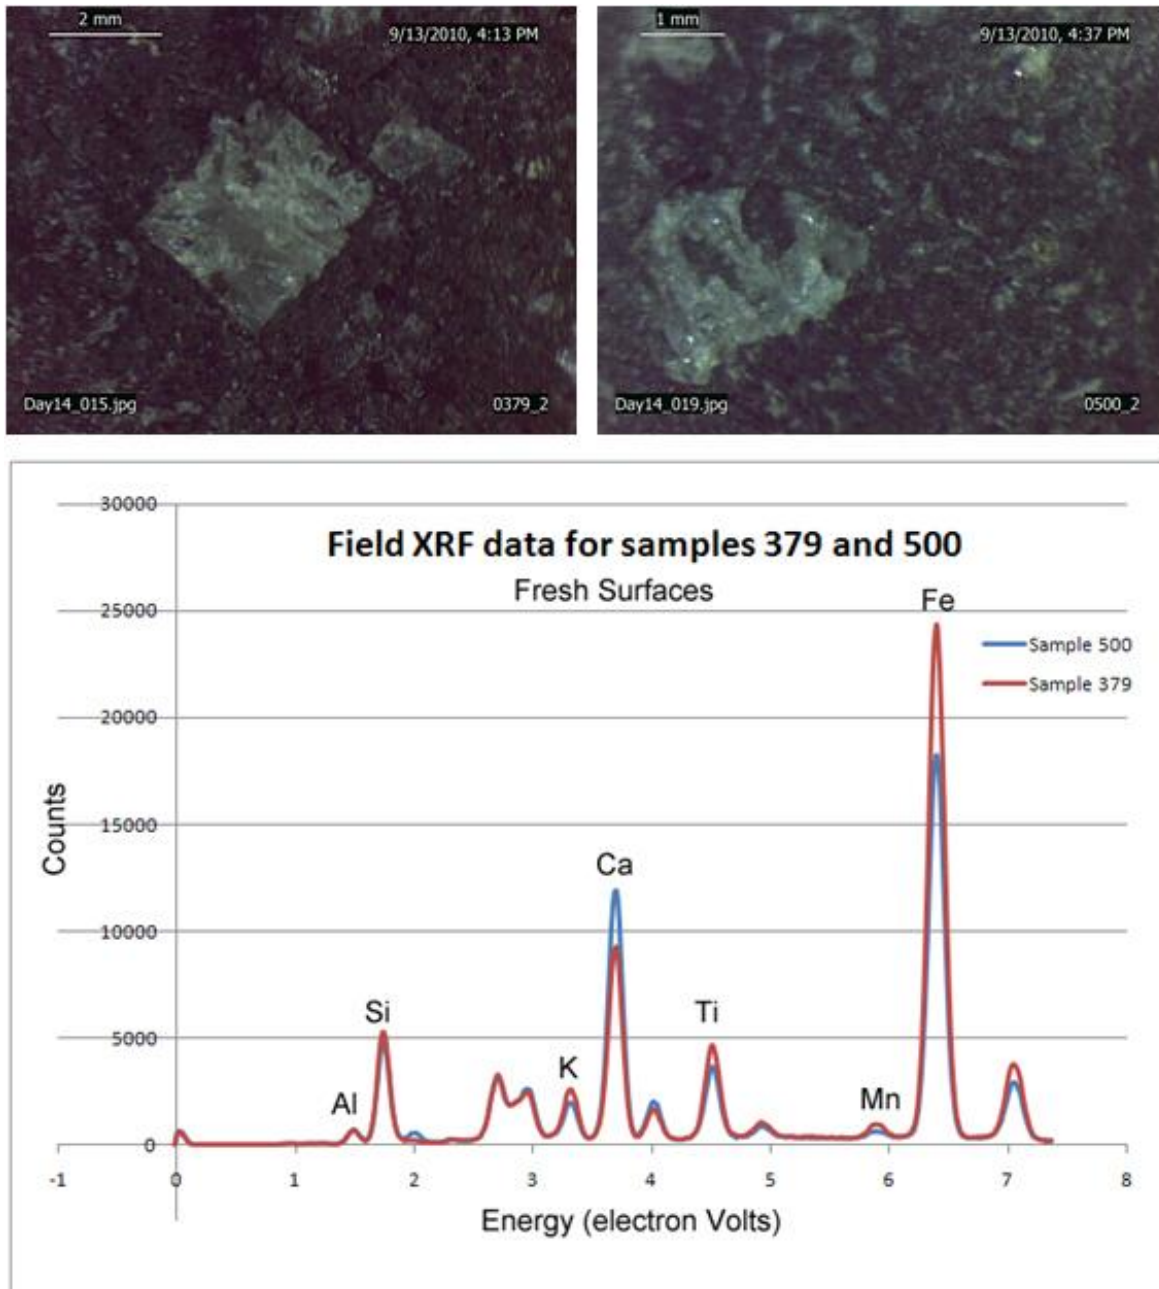 2 mm
9/13/2010, 4:13 PM
Day14_015.jpg
0379_2
1 mm
9/13/2010, 4:37 PM
Day14_019.jpg
0500_2
Field XRF data for samples 379 and 500
Fresh Surfaces
30000
25000
20000
15000
10000
5000
0
Counts
Al
Si
K
Ca
Ti
Mn
Fe
Sample 500
Sample 379
-1 0 1 2 3 4 5 6 7 8
Energy (electron Volts)